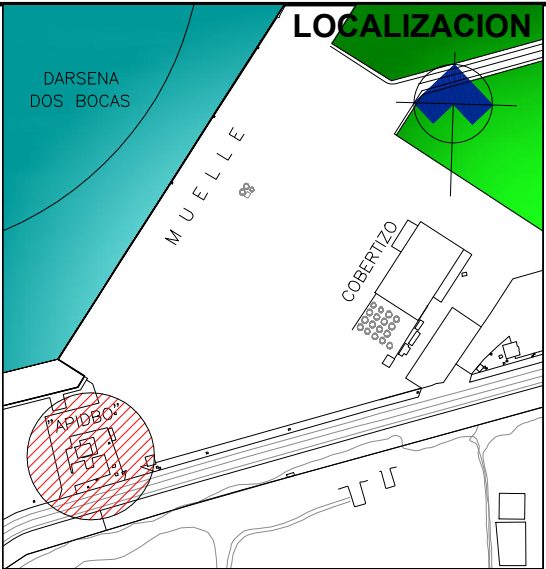 LOCALIZACION
DARSENA
DOS BOCAS
MUELLE
COBERTIZO
"APIDBO"